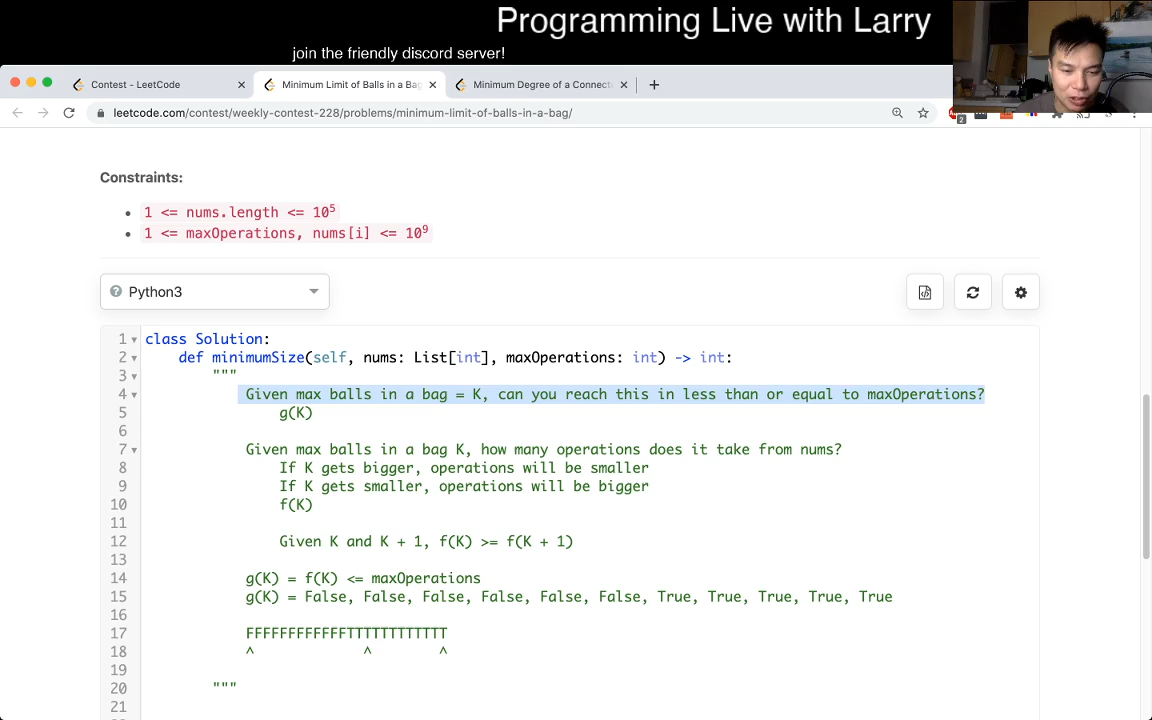 Programming Live with Larry
join the friendly discord server!
Contest - LeetCode
Minimum Limit of Balls in a Bag
Minimum Degree of a Connect
leetcode.com/contest/weekly-contest-228/problems/minimum-limit-of-balls-in-a-bag/
2
Constraints:
1 <= nums.length <= 10⁵
1 <= maxOperations, nums[i] <= 10⁹
Python3
1 class Solution:
2 def minimumSize(self, nums: List[int], maxOperations: int) -> int:
3 """
4 Given max balls in a bag = K, can you reach this in less than or equal to maxOperations?
5 g(K)
6
7 Given max balls in a bag K, how many operations does it take from nums?
8 If K gets bigger, operations will be smaller
9 If K gets smaller, operations will be bigger
10 f(K)
11
12 Given K and K + 1, f(K) >= f(K + 1)
13
14 g(K) = f(K) <= maxOperations
15 g(K) = False, False, False, False, False, False, True, True, True, True, True
16
17 FFFFFFFFFFFFTTTTTTTTTTTT
18 ^ ^ ^
19
20 """
21